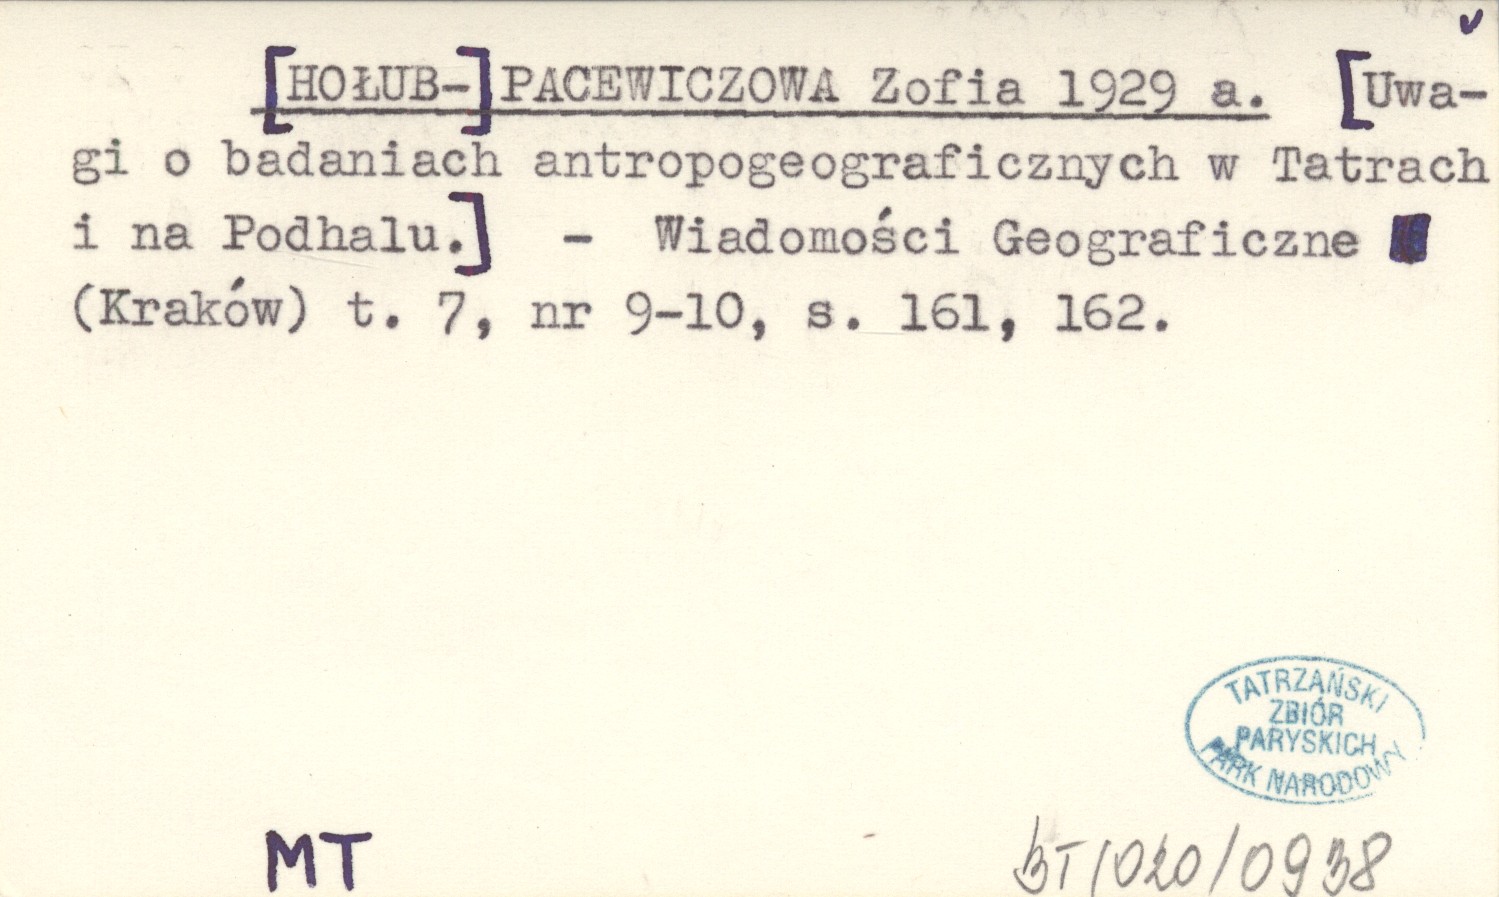 [HOŁUB-]PACEWICZOWA Zofia 1929 a. [Uwa-
gi o badaniach antropogeograficznych w Tatrach
i na Podhalu.] - Wiadomości Geograficzne
(Kraków) t. 7, nr 9-10, s. 161, 162.
TATRZAŃSKI
ZBIÓR
PARYSKICH
PARK NARODOWY
MT
BT/020/0938